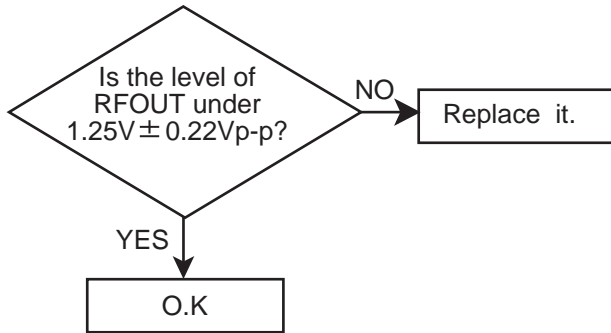 Is the level of
RFOUT under
1.25V±0.22Vp-p?
NO
Replace it.
YES
O.K